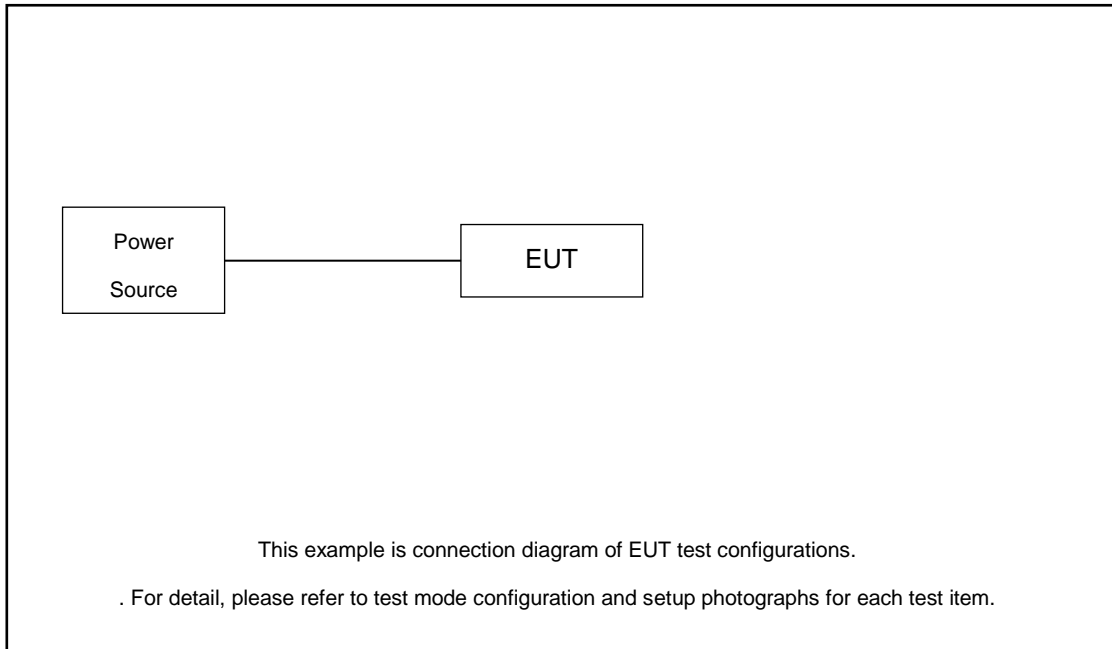 Power
Source
EUT
This example is connection diagram of EUT test configurations.
. For detail, please refer to test mode configuration and setup photographs for each test item.